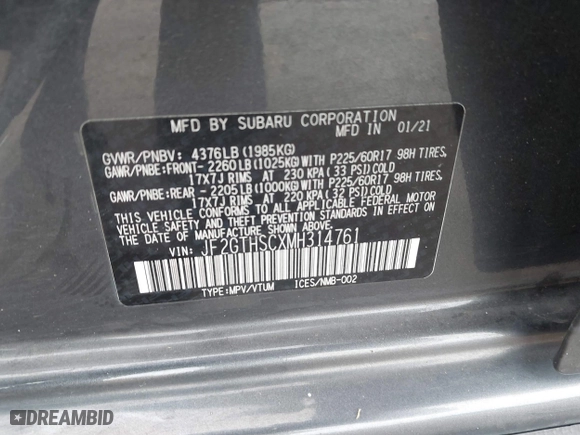 MFD BY SUBARU CORPORATION
MFD IN 01/21
GVWR/PNBV: 4376LB(1985KG)
GAWR/PNBE:FRONT-2260LB(1025KG)WITH P225/60R17 98H TIRES,
17X7J RIMS AT 230 KPA(33 PSI)COLD
GAWR/PNBE:REAR -2205LB(1000KG)WITH P225/60R17 98H TIRES,
17X7J RIMS AT 220 KPA(32 PSI)COLD
THIS VEHICLE CONFORMS TO ALL APPLICABLE FEDERAL MOTOR
VEHICLE SAFETY AND THEFT PREVENTION STANDARDS IN
EFFECT ON THE DATE OF MANUFACTURE SHOWN ABOVE.
VIN: JF2GTHSCXMH314761
TYPE:MPV/VTUM ICES/NMB-002
DREAMBID